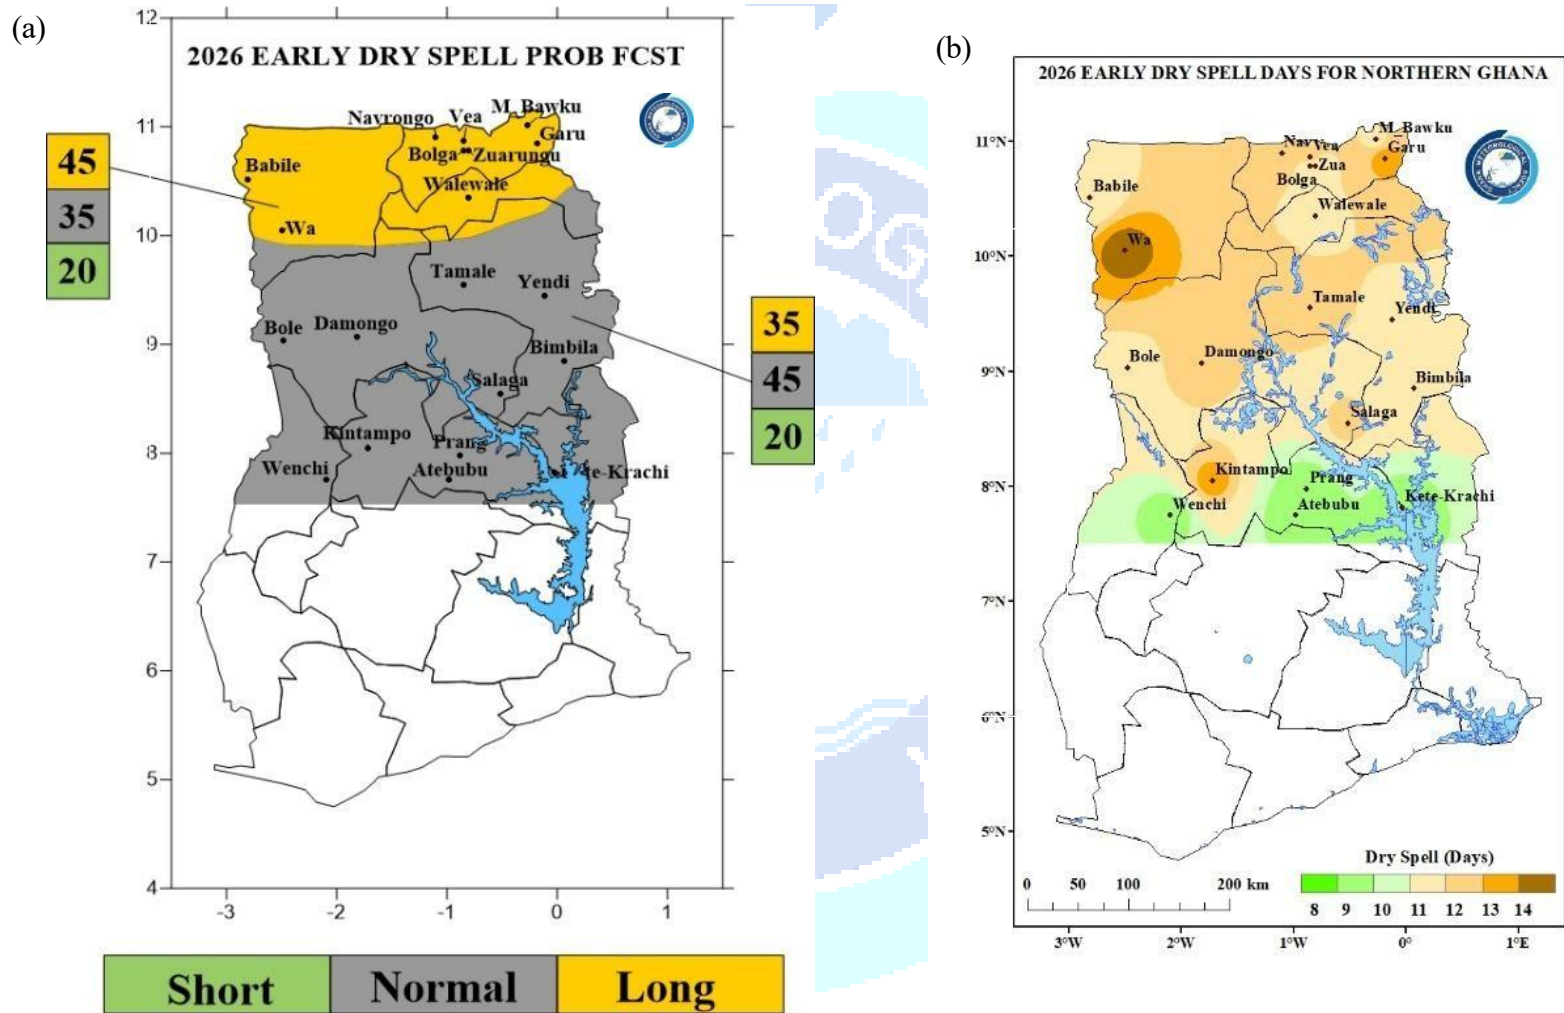 (a)
2026 EARLY DRY SPELL PROB FCST
12
11
10
9
8
7
6
5
4
-3
-2
-1
0
1
Navrongo
Vea
M_Bawku
Garu
Bolga
Zuarungu
Babile
Walewale
Wa
Tamale
Yendi
Bole
Damongo
Bimbila
Salaga
Kintampo
Prang
Wenchi
Atebubu
te-Krachi
45
35
20
35
45
20
Short
Normal
Long
(b)
2026 EARLY DRY SPELL DAYS FOR NORTHERN GHANA
11°N
10°N
9°N
8°N
7°N
6°N
5°N
3°W
2°W
1°W
0°
1°E
M_Bawku
Nav
Vea
Garu
Zua
Bolga
Babile
Walewale
Wa
Tamale
Yendi
Bole
Damongo
Bimbila
Salaga
Kintampo
Prang
Wenchi
Atebubu
Kete-Krachi
0 50 100 200 km
Dry Spell (Days)
8 9 10 11 12 13 14